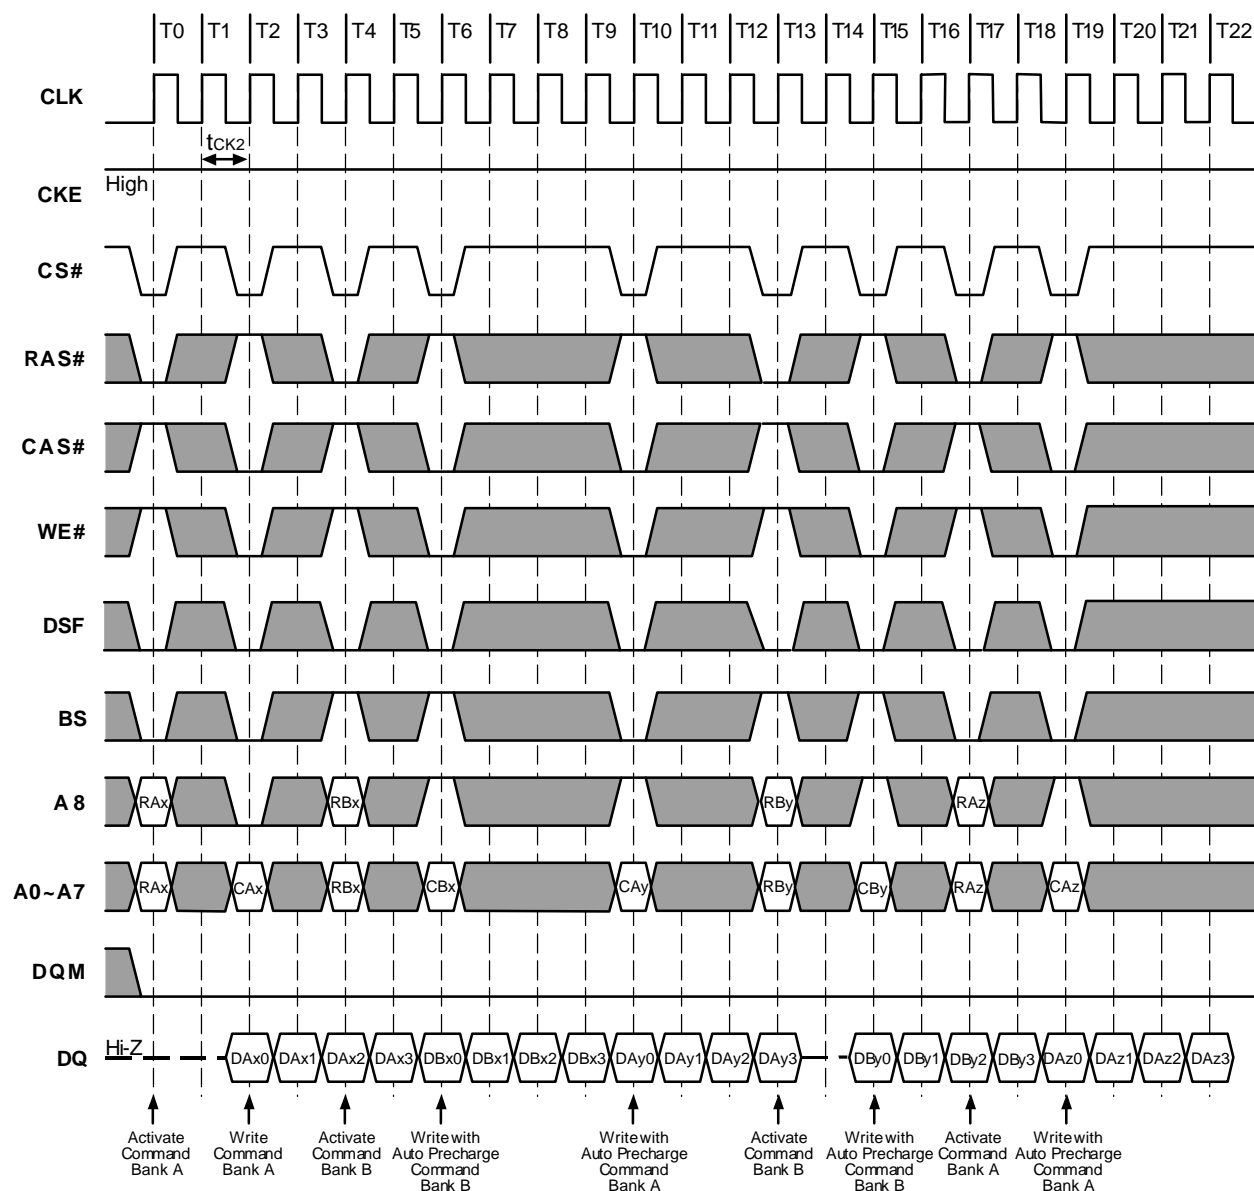 T0 T1 T2 T3 T4 T5 T6 T7 T8 T9 T10 T11 T12 T13 T14 T15 T16 T17 T18 T19 T20 T21 T22
CLK
tCK2
High
CKE
CS#
RAS#
CAS#
WE#
DSF
BS
A8 RAx RBx RBy RAz
A0~A7 RAx CAx RBx CBx CAy RBy CBy RAz CAz
DQM
DQ Hi-Z DAx0 DAx1 DAx2 DAx3 DBx0 DBx1 DBx2 DBx3 DAy0 DAy1 DAy2 DAy3 DBy0 DBy1 DBy2 DBy3 DAz0 DAz1 DAz2 DAz3
Activate
Command
Bank A
Write
Command
Bank A
Activate
Command
Bank B
Write with
Auto Precharge
Command
Bank B
Write with
Auto Precharge
Command
Bank A
Activate
Command
Bank B
Write with
Auto Precharge
Command
Bank B
Activate
Command
Bank A
Write with
Auto Precharge
Command
Bank A